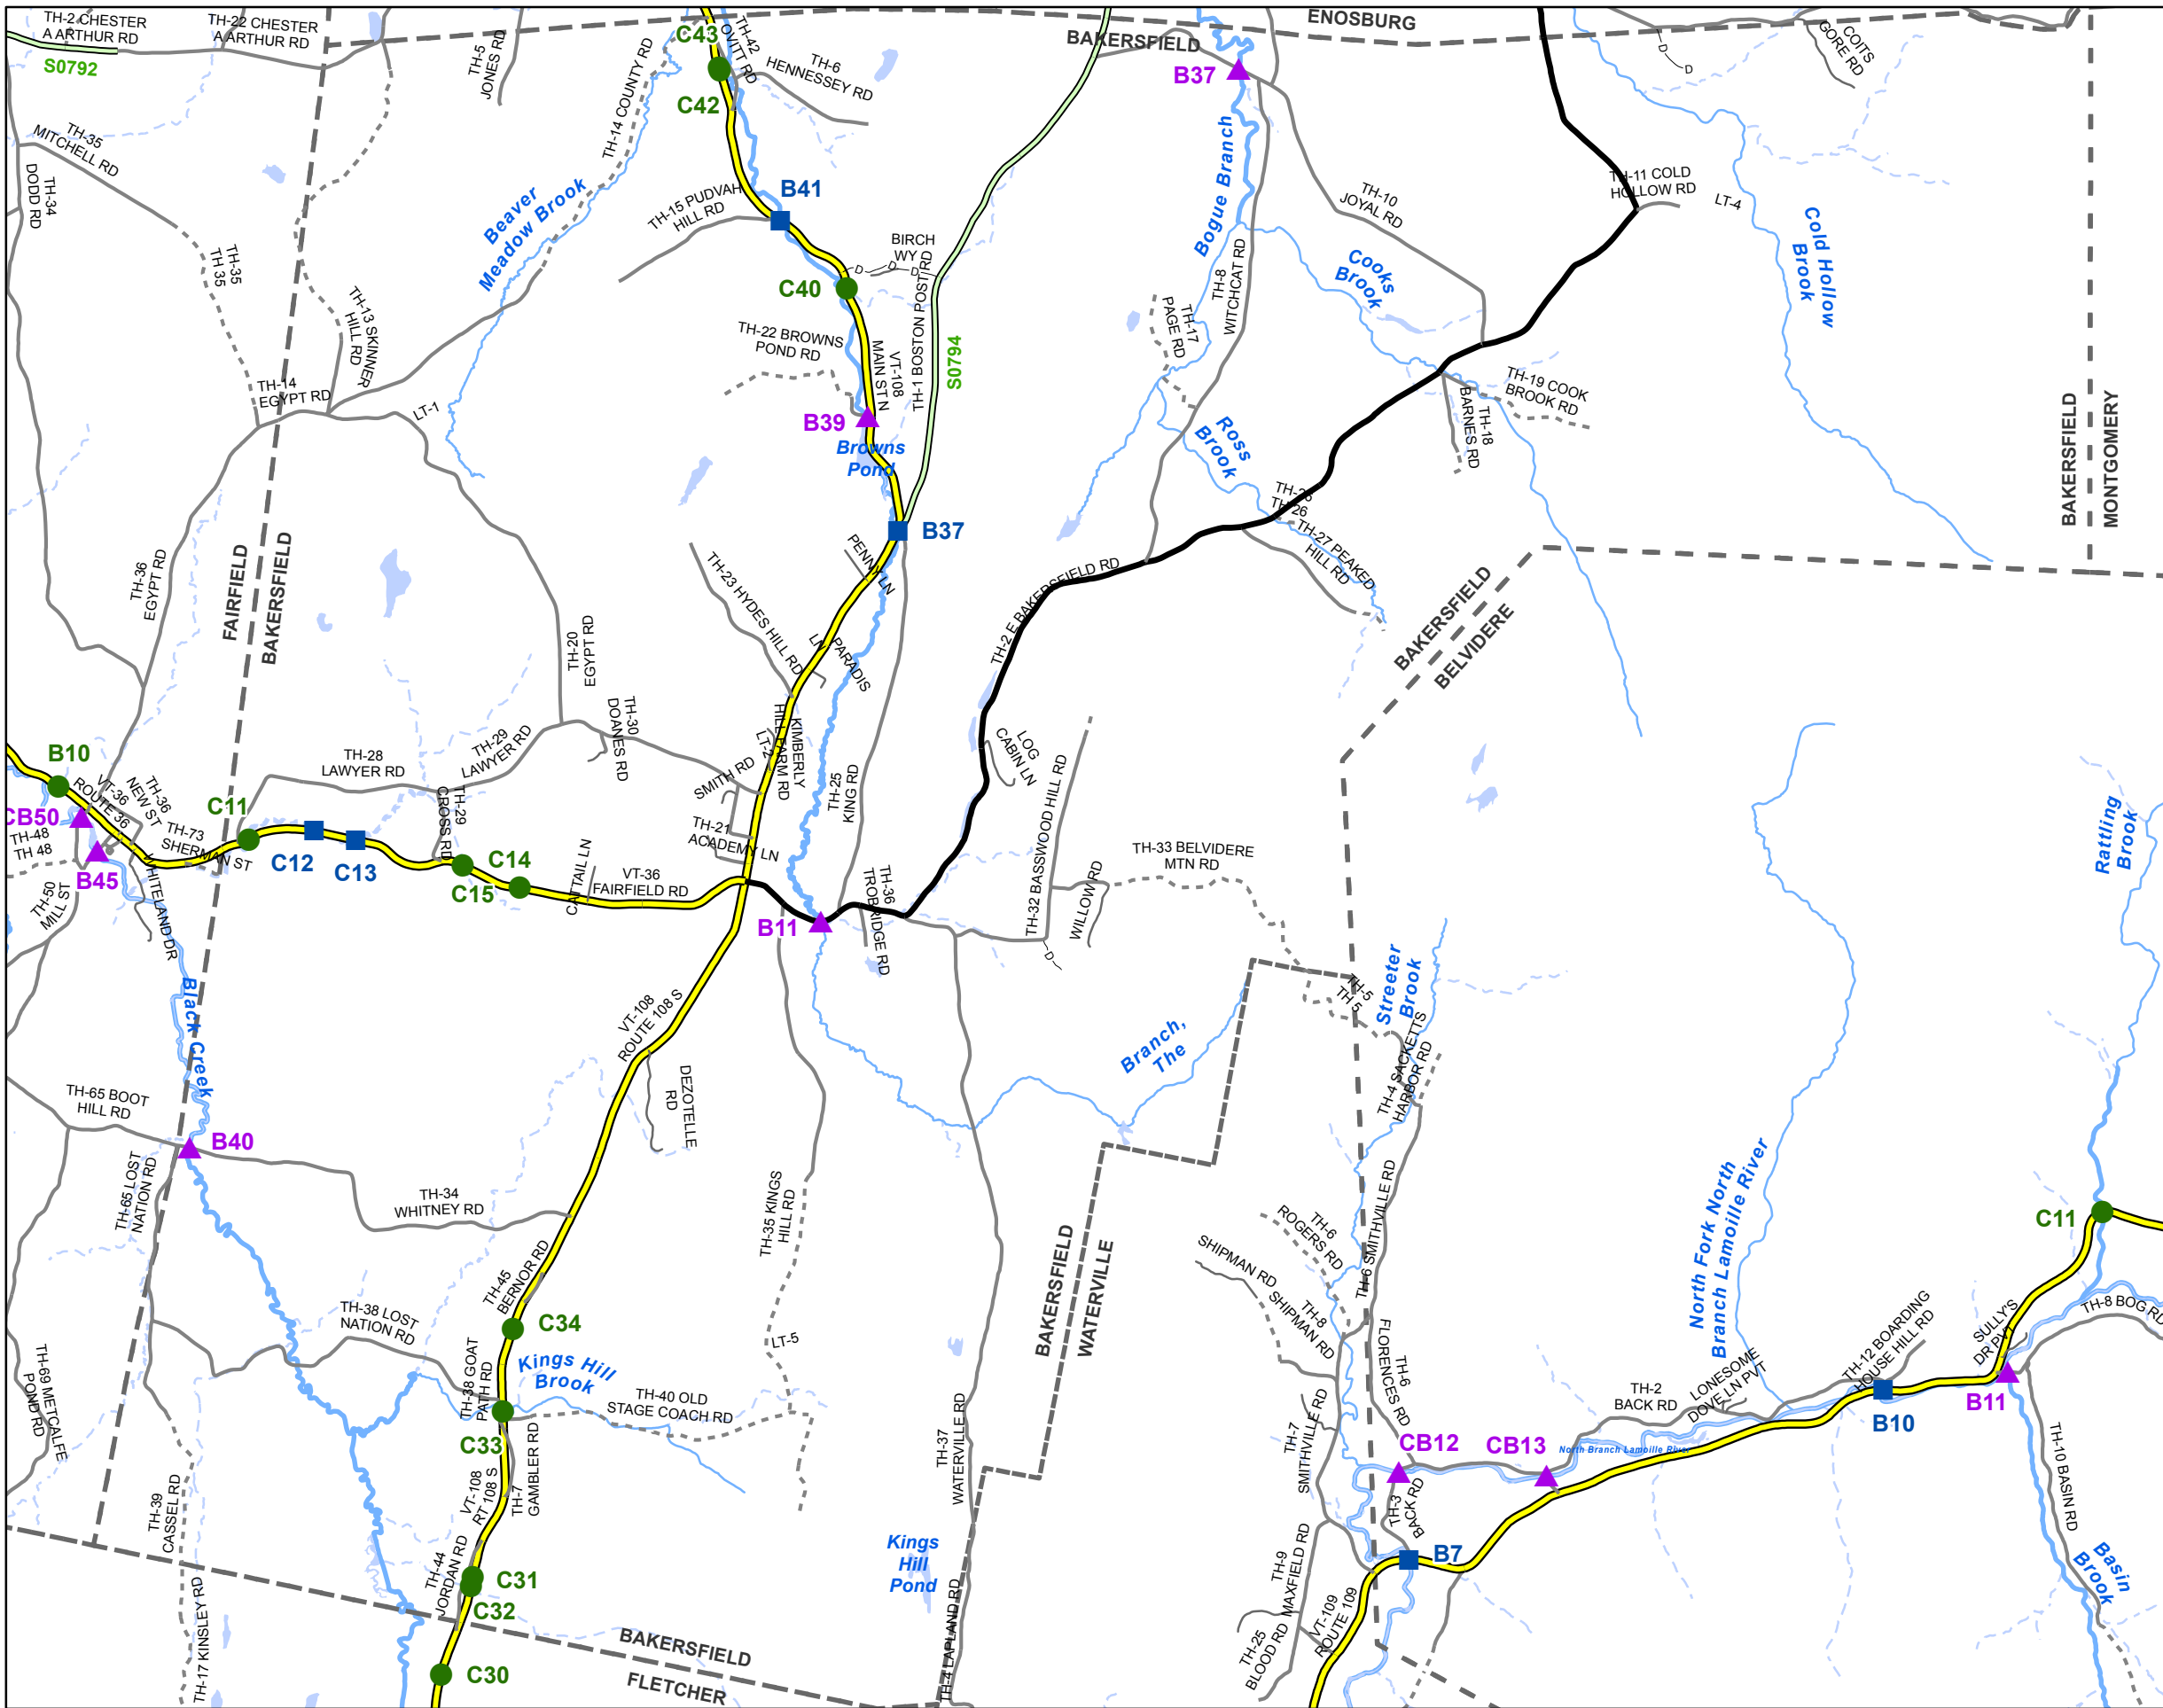 TH-2 CHESTER
A ARTHUR RD
TH-22 CHESTER
A ARTHUR RD
S0792
TH-5
JONES RD
TH-14 COUNTY RD
C43
TH-42
OVITT RD
TH-6
HENNESSEY RD
C42
ENOSBURG
BAKERSFIELD
B37
COITS
GORE RD
D
D
TH-35
MITCHELL RD
TH-34
DODD RD
TH-35
TH 35
Beaver
Meadow Brook
TH-15 PUDVAH
HILL RD
B41
BIRCH
WY
D
D
D
C40
Bogue Branch
TH-10
JOYAL RD
TH-11 COLD
HOLLOW RD
LT-4
Cold Hollow
Brook
Cooks
Brook
TH-8
WITCHCAT RD
TH-17
PAGE RD
TH-13 SKINNER
HILL RD
TH-22 BROWNS
POND RD
VT-108
MAIN ST N
TH-1 BOSTON POST RD
S0794
TH-14
EGYPT RD
LT-1
B39
Browns
Pond
Ross
Brook
TH-19 COOK
BROOK RD
TH-18
BARNES RD
BAKERSFIELD
MONTGOMERY
TH-26
TH-26
TH-27 PEAKED
HILL RD
B37
PENNY LN
TH-36
EGYPT RD
FAIRFIELD
BAKERSFIELD
TH-23 HYDES HILL RD
PARADIS
LN
TH-20
EGYPT RD
TH-2 E BAKERSFIELD RD
BAKERSFIELD
BELVIDERE
TH-30
DOANES RD
B10
VT-36
ROUTE 36
TH-36
NEW ST
CB50
TH-48
TH 48
TH-73
SHERMAN ST
B45
TH-50
MILL ST
WHITELAND DR
C11
TH-28
LAWYER RD
TH-29
LAWYER RD
TH-29
CROSS RD
C12
C13
C14
C15
CATTAIL LN
VT-36
FAIRFIELD RD
SMITH RD
LT-2
KIMBERLY
HILL FARM RD
TH-21
ACADEMY LN
TH-25
KING RD
LOG
CABIN LN
B11
TH-36
TROBRIDGE RD
TH-32 BASSWOOD HILL RD
D
WILLOW RD
TH-33 BELVIDERE
MTN RD
Rattling
Brook
Streeter
Brook
TH-5
TH 5
Black Creek
VT-108
ROUTE 108 S
DEZOTELLE
RD
Branch,
The
TH-4 SACKETTS
HARBOR RD
TH-65 BOOT
HILL RD
B40
TH-65 LOST
NATION RD
TH-34
WHITNEY RD
TH-35 KINGS
HILL RD
BAKERSFIELD
WATERVILLE
TH-6
ROGERS RD
SHIPMAN RD
TH-8
SHIPMAN RD
TH-6 SMITHVILLE RD
North Fork North
Branch Lamoille River
C11
TH-45
BERNOR RD
TH-38 LOST
NATION RD
C34
Kings Hill
Brook
LT-5
TH-38 GOAT
PATH RD
TH-40 OLD
STAGE COACH RD
C33
TH-7
GAMBLER RD
VT-108
RT 108 S
TH-69 METCALFE
POND RD
TH-39
CASSEL RD
TH-44
JORDAN RD
C31
C32
C30
TH-17 KINSLEY RD
BAKERSFIELD
FLETCHER
TH-37
WATERVILLE RD
Kings
Hill
Pond
TH-4 LAPLAND RD
TH-6
FLORENCES RD
TH-7
SMITHVILLE RD
CB12
CB13
TH-3
BACK RD
B7
TH-9
MAXFIELD RD
VT-109
ROUTE 109
TH-25
BLOOD RD
North Branch Lamoille River
TH-2
BACK RD
LONESOME
DOVE LN PVT
TH-12 BOARDING
HOUSE HILL RD
B10
SULLY'S
DR PVT
TH-8 BOG RD
B11
TH-10 BASIN RD
Basin
Brook